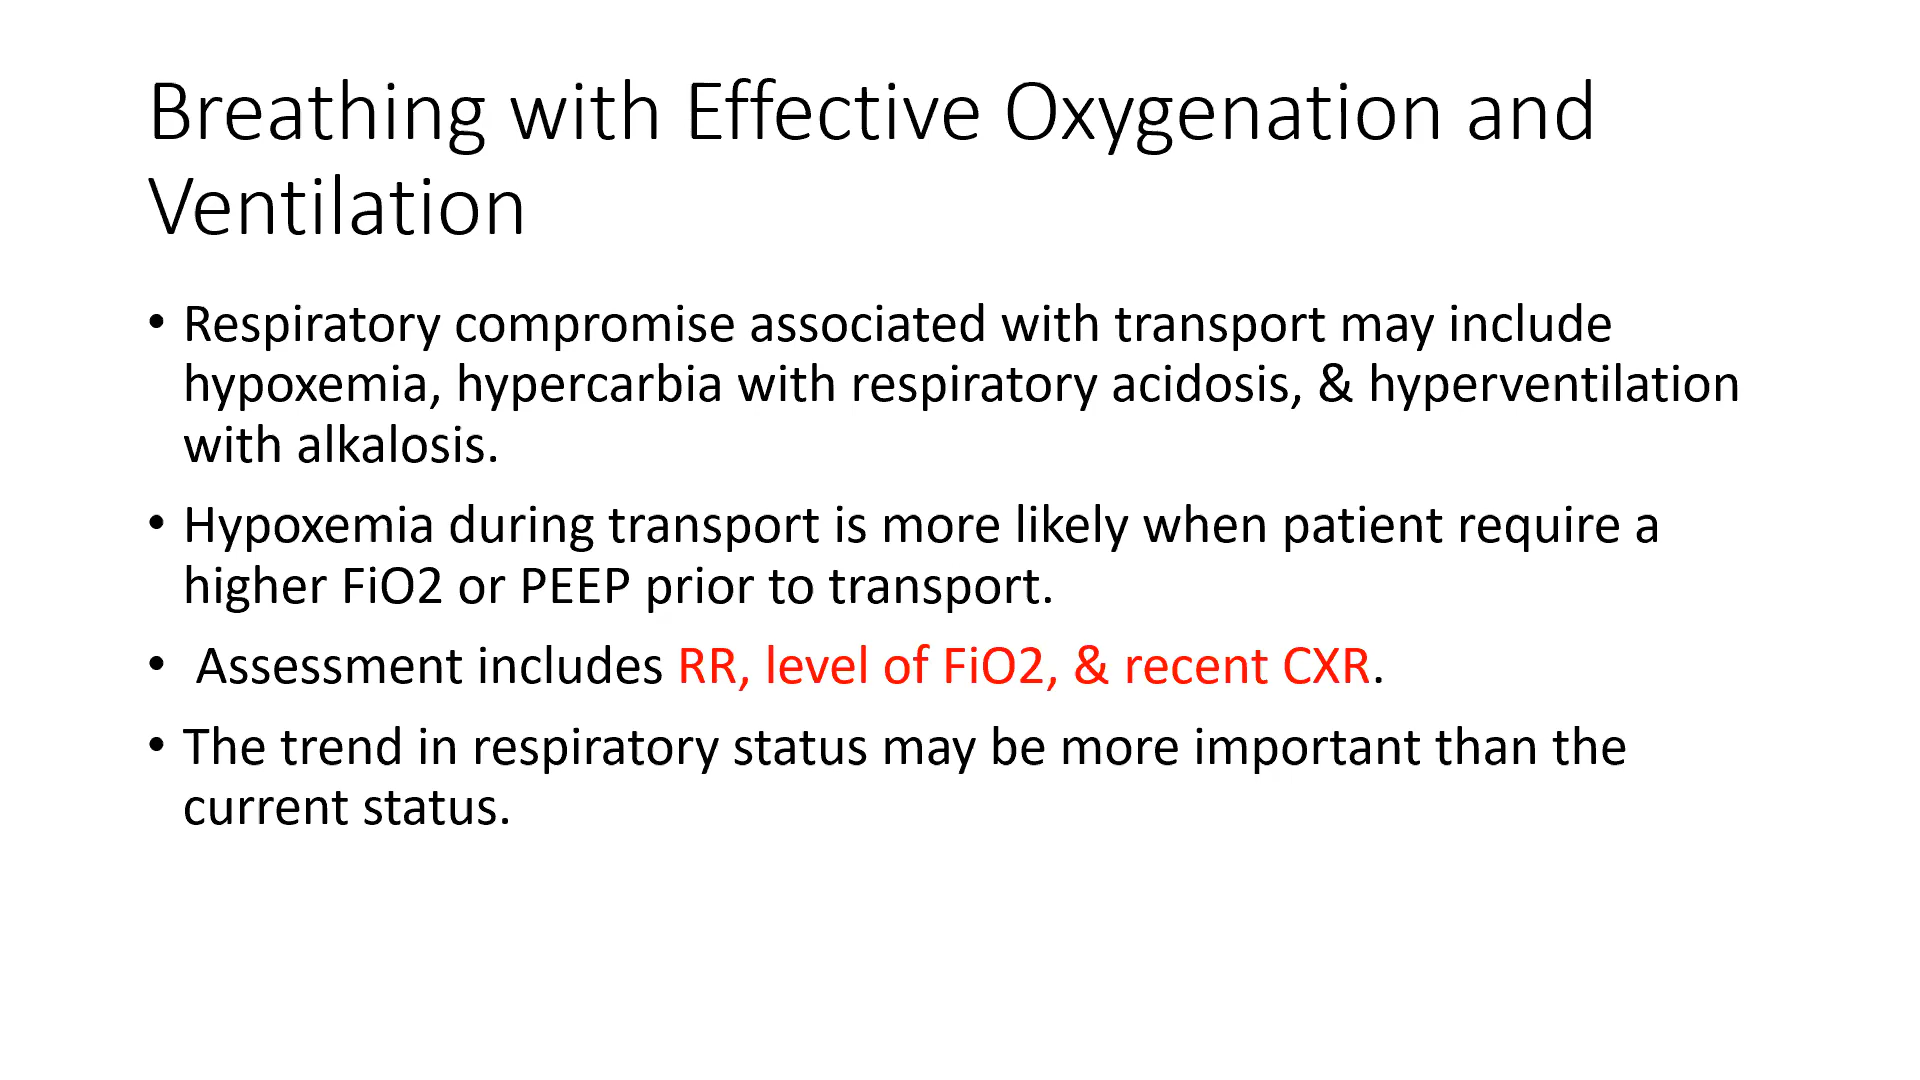 Breathing with Effective Oxygenation and
Ventilation
• Respiratory compromise associated with transport may include
hypoxemia, hypercarbia with respiratory acidosis, & hyperventilation
with alkalosis.
• Hypoxemia during transport is more likely when patient require a
higher FiO2 or PEEP prior to transport.
• Assessment includes RR, level of FiO2, & recent CXR.
• The trend in respiratory status may be more important than the
current status.